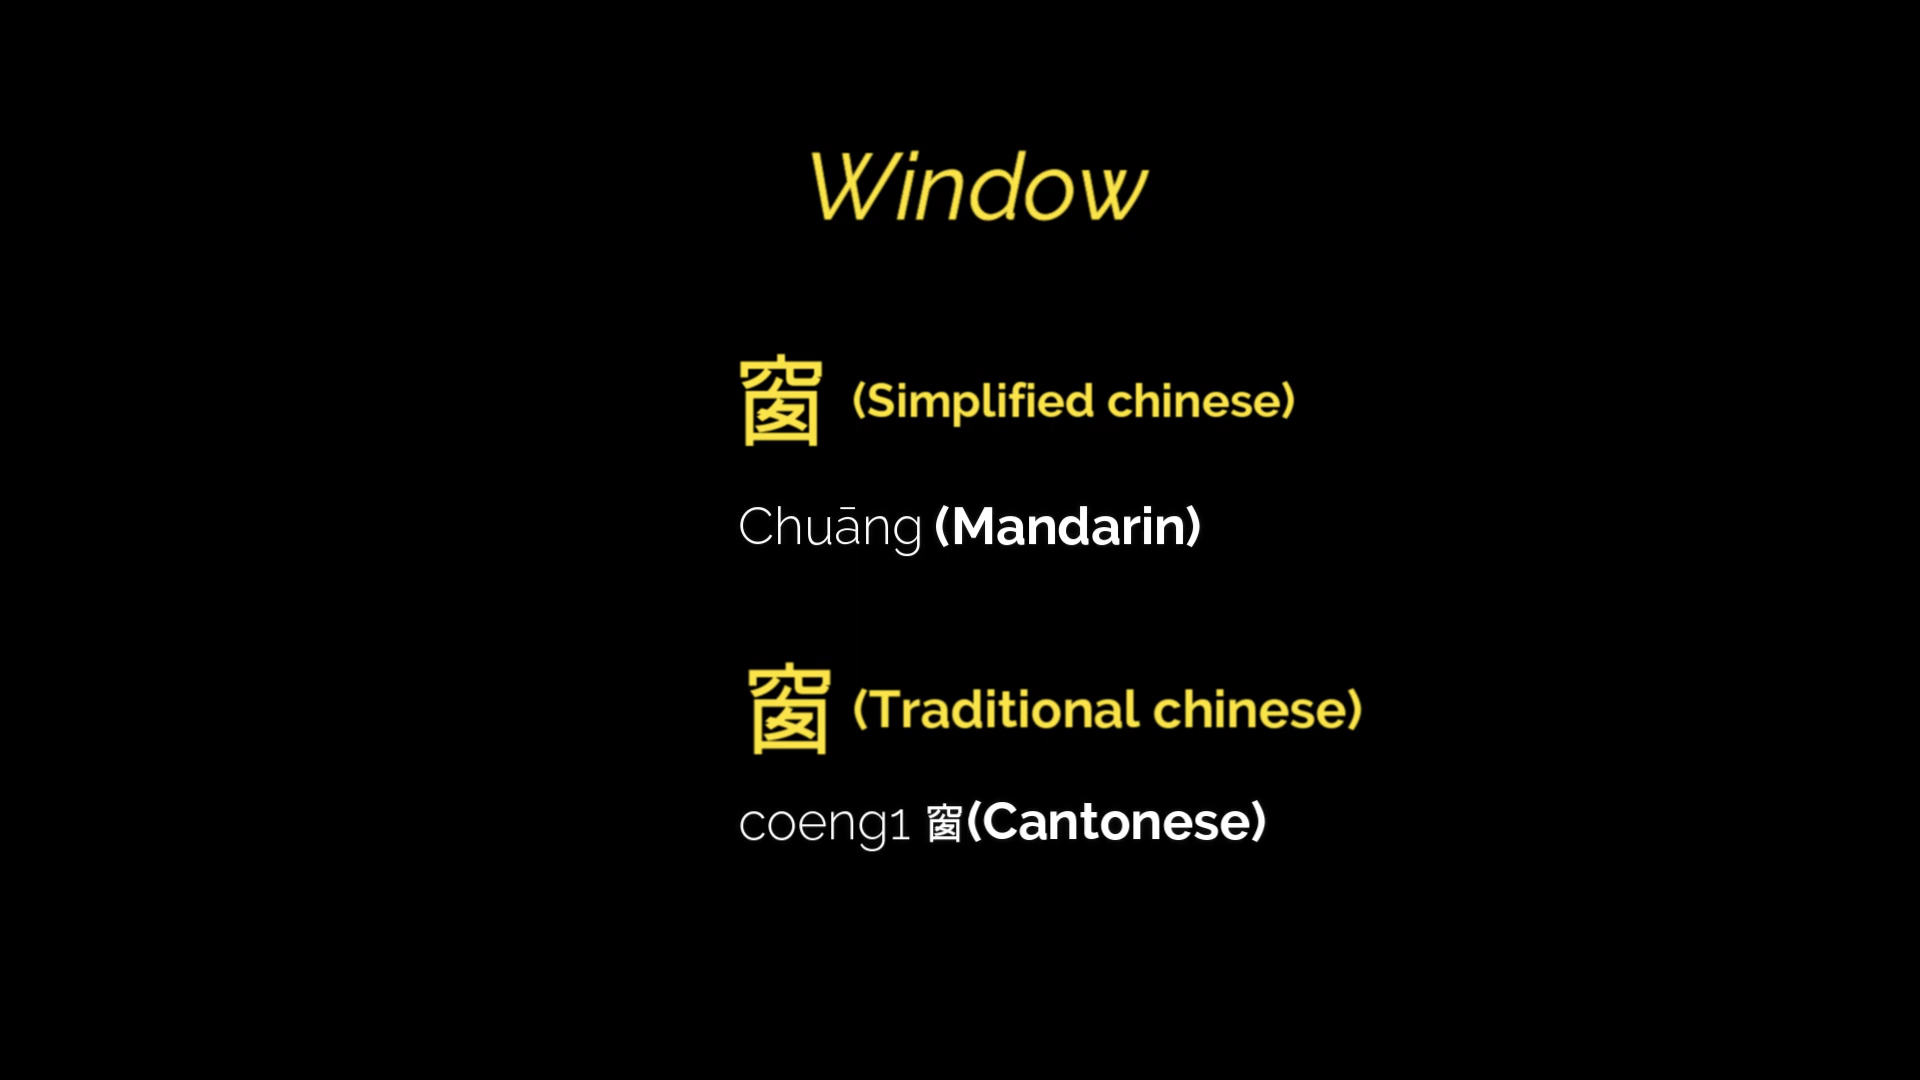 Window
窗 (Simplified chinese)
Chuāng (Mandarin)
窗 (Traditional chinese)
coeng1 窗(Cantonese)